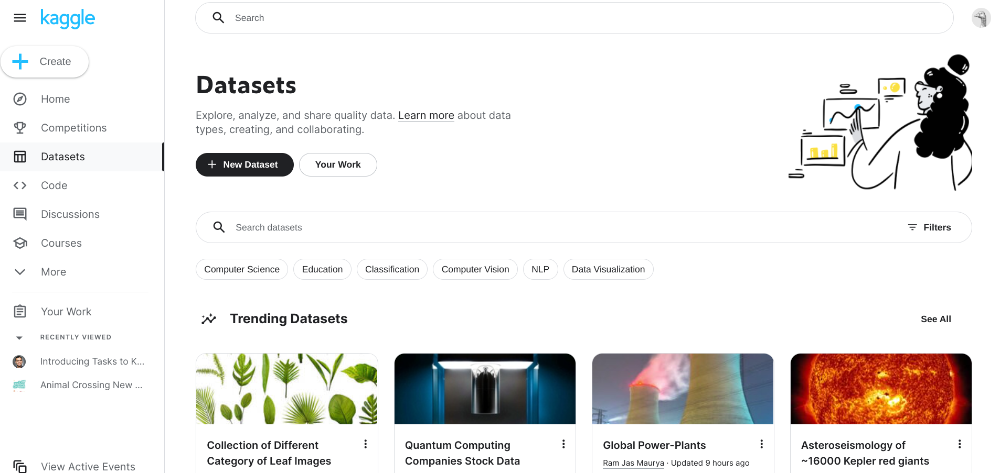 kaggle
Search
Create
Home
Competitions
Datasets
Code
Discussions
Courses
More
Your Work
RECENTLY VIEWED
Introducing Tasks to K...
Animal Crossing New ...
View Active Events
Datasets
Explore, analyze, and share quality data. Learn more about data
types, creating, and collaborating.
New Dataset
Your Work
Search datasets
Filters
Computer Science
Education
Classification
Computer Vision
NLP
Data Visualization
Trending Datasets
See All
Collection of Different
Category of Leaf Images
Quantum Computing
Companies Stock Data
Global Power-Plants
Ram Jas Maurya · Updated 9 hours ago
Asteroseismology of
~16000 Kepler red giants